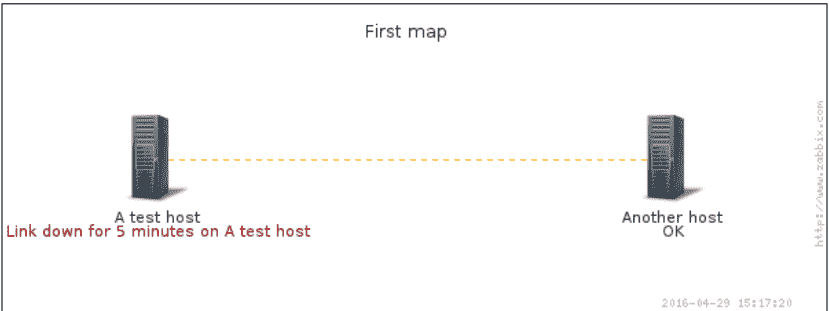 First map
A test host
Link down for 5 minutes on A test host
Another host
OK
http://www.zabbix.com
2016-04-29 15:17:20